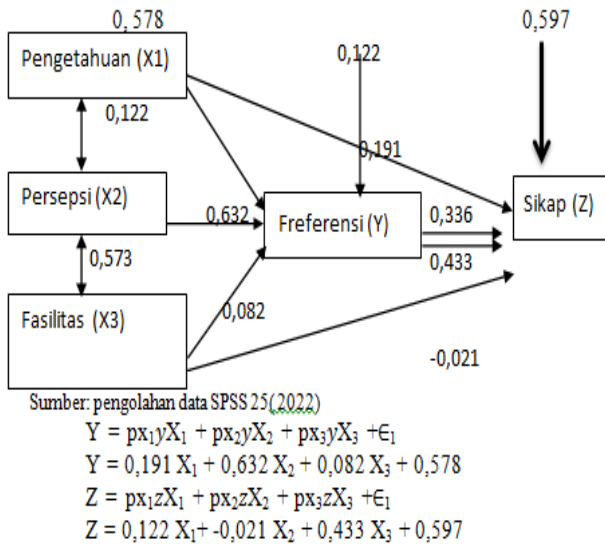 0, 578
0,597
Pengetahuan (X1)
0,122
0,122
0,191
Persepsi (X2)
0,632
Freferensi (Y)
0,336
Sikap (Z)
0,573
0,433
Fasilitas (X3)
0,082
-0,021
Sumber: pengolahan data SPSS 25(2022)
Y = px₁yX₁ + px₂yX₂ + px₃yX₃ +Є₁
Y = 0,191 X₁ + 0,632 X₂ + 0,082 X₃ + 0,578
Z = px₁zX₁ + px₂zX₂ + px₃zX₃ +Є₁
Z = 0,122 X₁+ -0,021 X₂ + 0,433 X₃ + 0,597